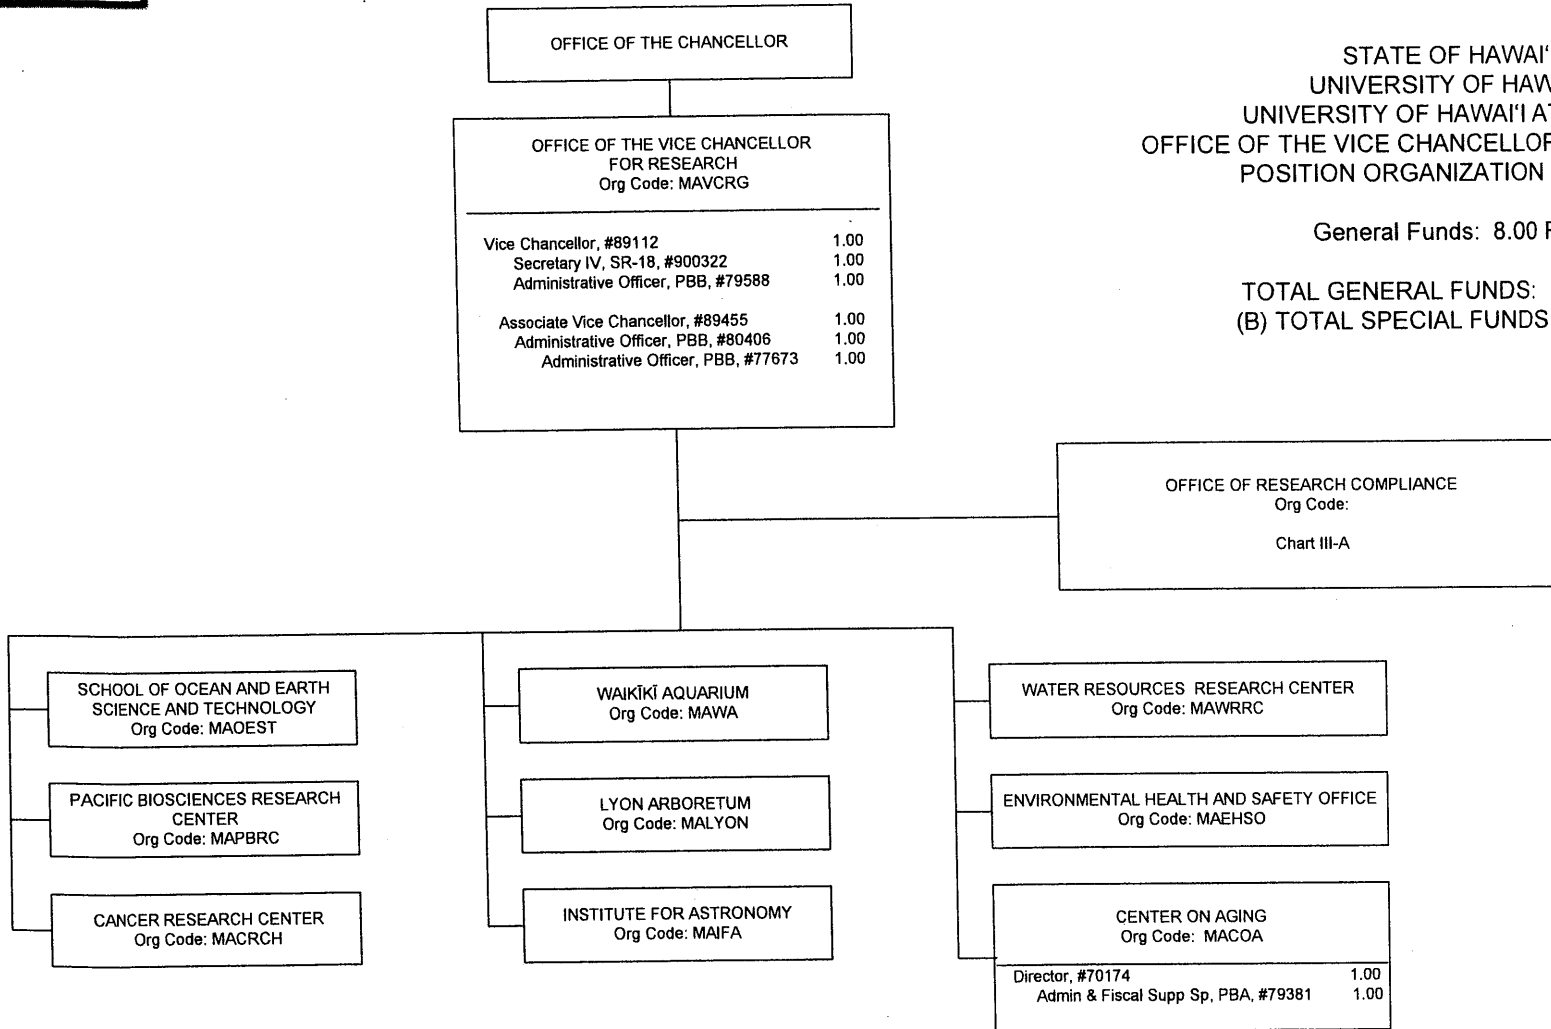 OFFICE OF THE CHANCELLOR
STATE OF HAWAI'
UNIVERSITY OF HAW
UNIVERSITY OF HAWAI'I AT
OFFICE OF THE VICE CHANCELLOR
POSITION ORGANIZATION
General Funds: 8.00
TOTAL GENERAL FUNDS:
(B) TOTAL SPECIAL FUNDS
OFFICE OF THE VICE CHANCELLOR
FOR RESEARCH
Org Code: MAVCRG
Vice Chancellor, #89112 1.00
Secretary IV, SR-18, #900322 1.00
Administrative Officer, PBB, #79588 1.00
Associate Vice Chancellor, #89455 1.00
Administrative Officer, PBB, #80406 1.00
Administrative Officer, PBB, #77673 1.00
OFFICE OF RESEARCH COMPLIANCE
Org Code:
Chart III-A
SCHOOL OF OCEAN AND EARTH
SCIENCE AND TECHNOLOGY
Org Code: MAOEST
PACIFIC BIOSCIENCES RESEARCH
CENTER
Org Code: MAPBRC
CANCER RESEARCH CENTER
Org Code: MACRCH
WAIKĪKĪ AQUARIUM
Org Code: MAWA
LYON ARBORETUM
Org Code: MALYON
INSTITUTE FOR ASTRONOMY
Org Code: MAIFA
WATER RESOURCES RESEARCH CENTER
Org Code: MAWRRC
ENVIRONMENTAL HEALTH AND SAFETY OFFICE
Org Code: MAEHSO
CENTER ON AGING
Org Code: MACOA
Director, #70174 1.00
Admin & Fiscal Supp Sp, PBA, #79381 1.00